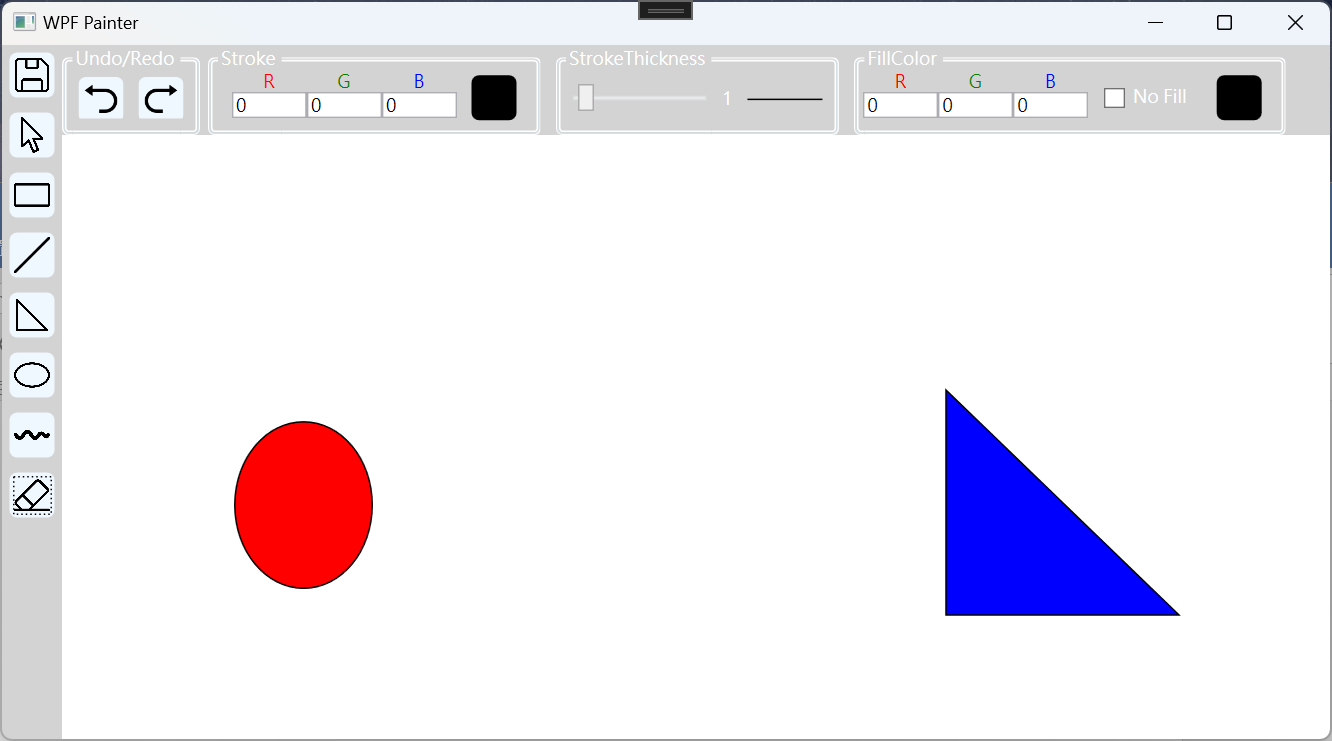 WPF Painter
Undo/Redo
Stroke
R G B
0 0 0
StrokeThickness
1
FillColor
R G B
0 0 0
No Fill